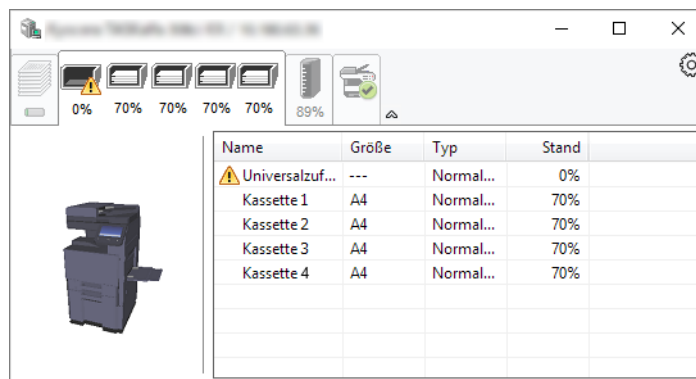 0% 70% 70% 70% 70% 89%
Name Größe Typ Stand
Universalzuf... --- Normal... 0%
Kassette 1 A4 Normal... 70%
Kassette 2 A4 Normal... 70%
Kassette 3 A4 Normal... 70%
Kassette 4 A4 Normal... 70%